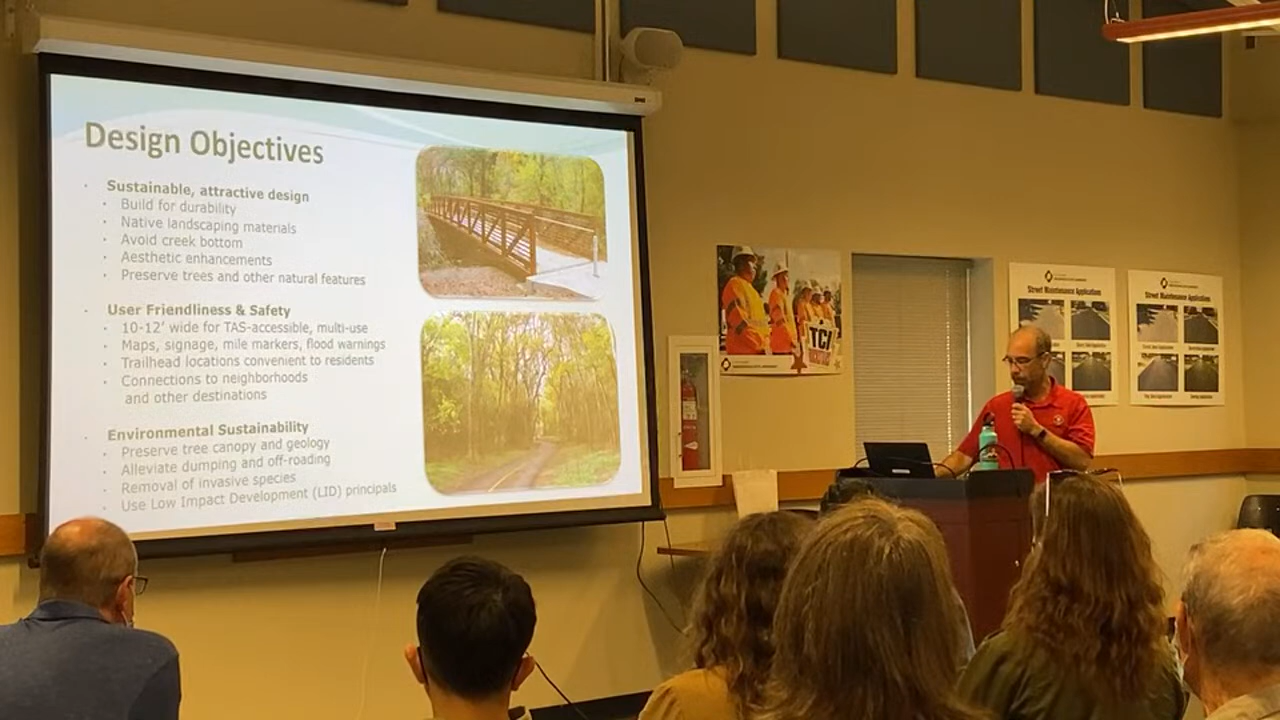 Design Objectives
· Sustainable, attractive design
· Build for durability
· Native landscaping materials
· Avoid creek bottom
· Aesthetic enhancements
· Preserve trees and other natural features
· User Friendliness & Safety
· 10-12' wide for TAS-accessible, multi-use
· Maps, signage, mile markers, flood warnings
· Trailhead locations convenient to residents
· Connections to neighborhoods
and other destinations
· Environmental Sustainability
· Preserve tree canopy and geology
· Alleviate dumping and off-roading
· Removal of invasive species
· Use Low Impact Development (LID) principals
TCI
Street Maintenance Applications
Street Maintenance Applications